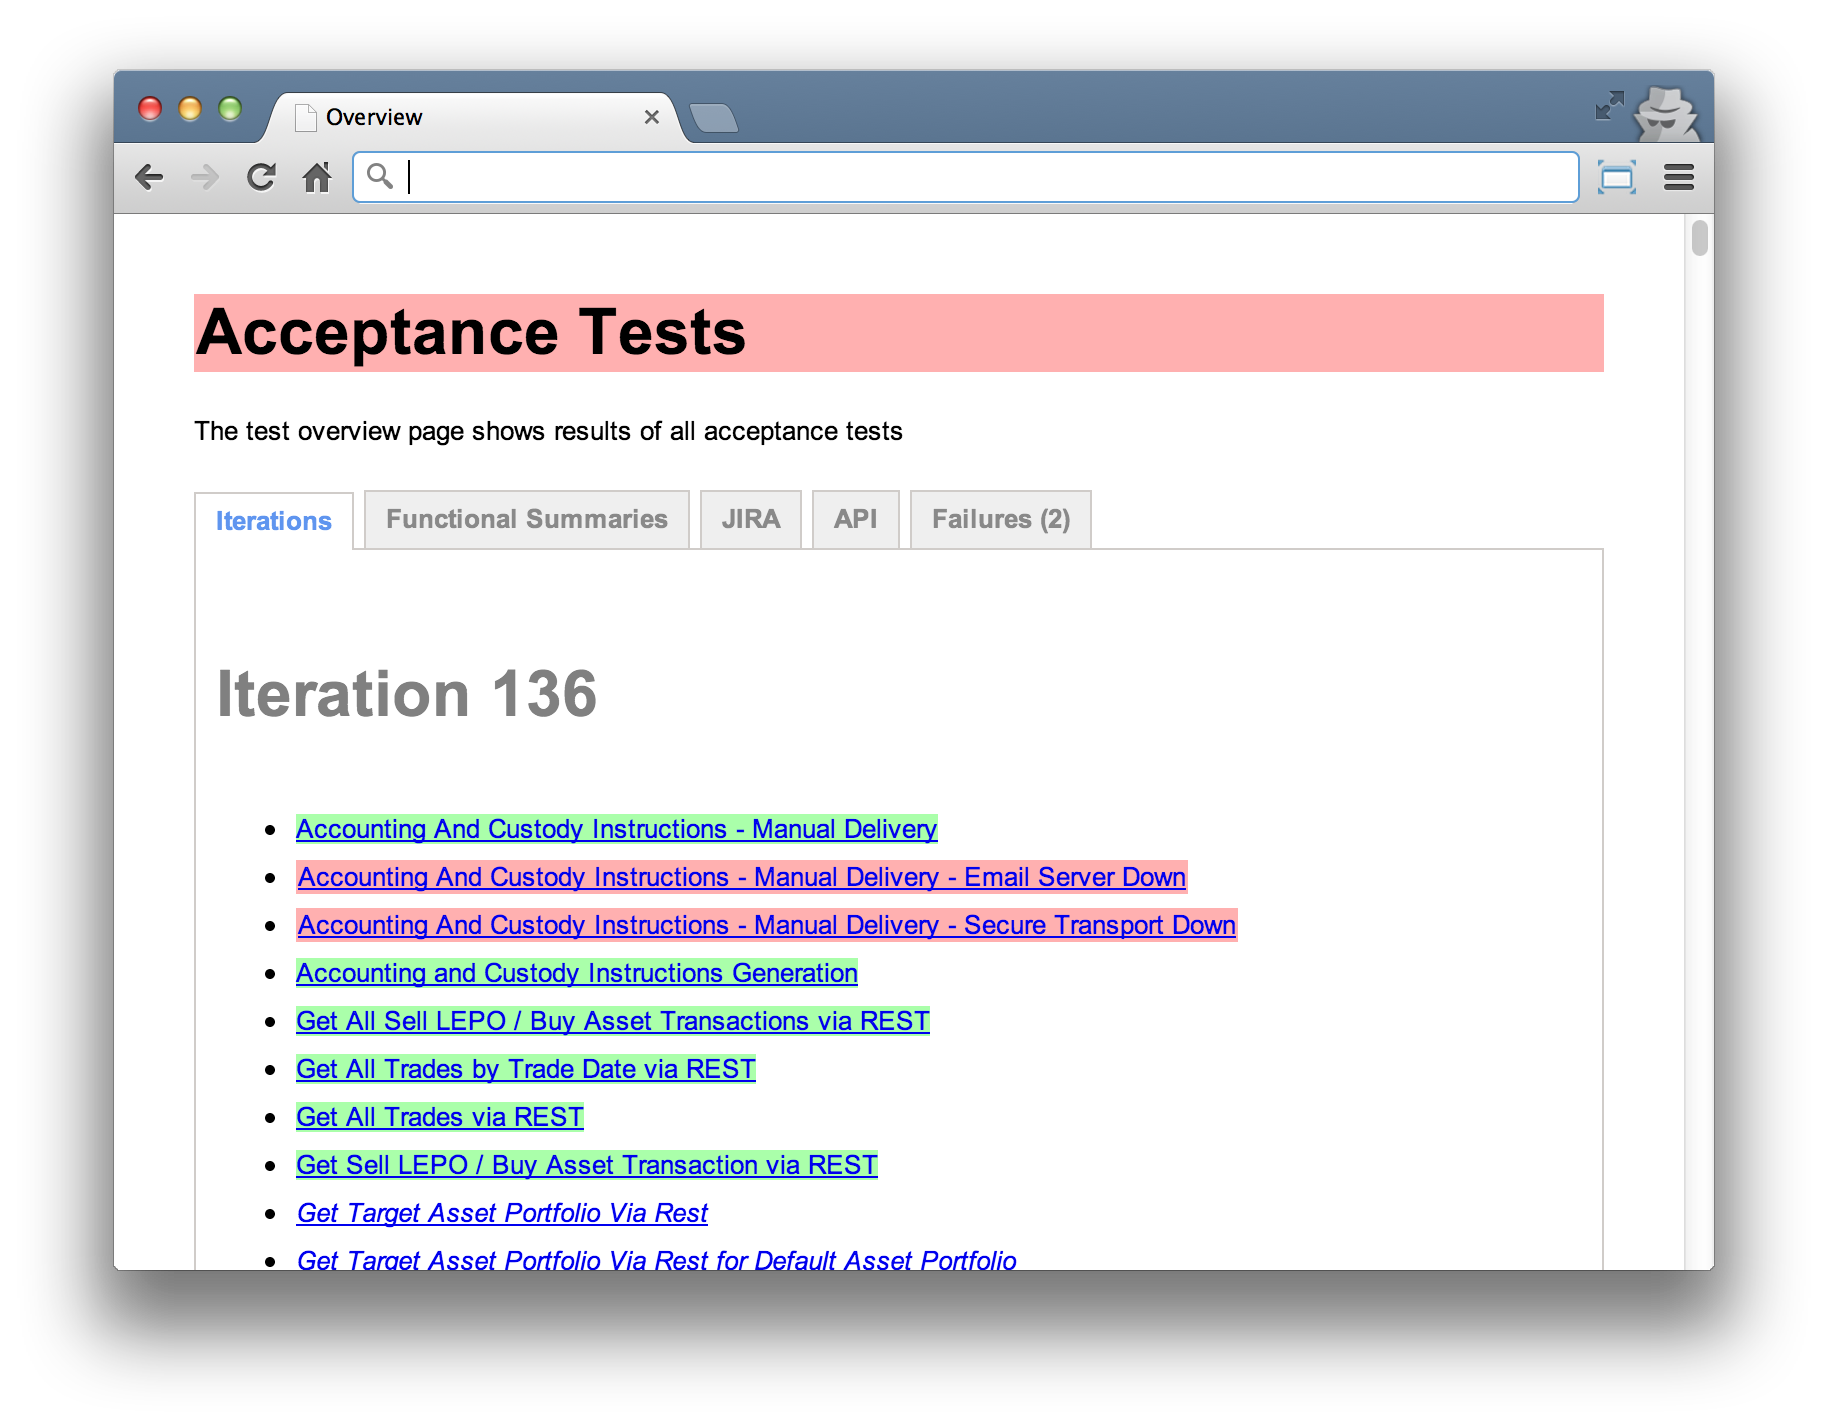 Overview
Acceptance Tests
The test overview page shows results of all acceptance tests
Iterations Functional Summaries JIRA API Failures (2)
Iteration 136
Accounting And Custody Instructions - Manual Delivery
Accounting And Custody Instructions - Manual Delivery - Email Server Down
Accounting And Custody Instructions - Manual Delivery - Secure Transport Down
Accounting and Custody Instructions Generation
Get All Sell LEPO / Buy Asset Transactions via REST
Get All Trades by Trade Date via REST
Get All Trades via REST
Get Sell LEPO / Buy Asset Transaction via REST
Get Target Asset Portfolio Via Rest
Get Target Asset Portfolio Via Rest for Default Asset Portfolio